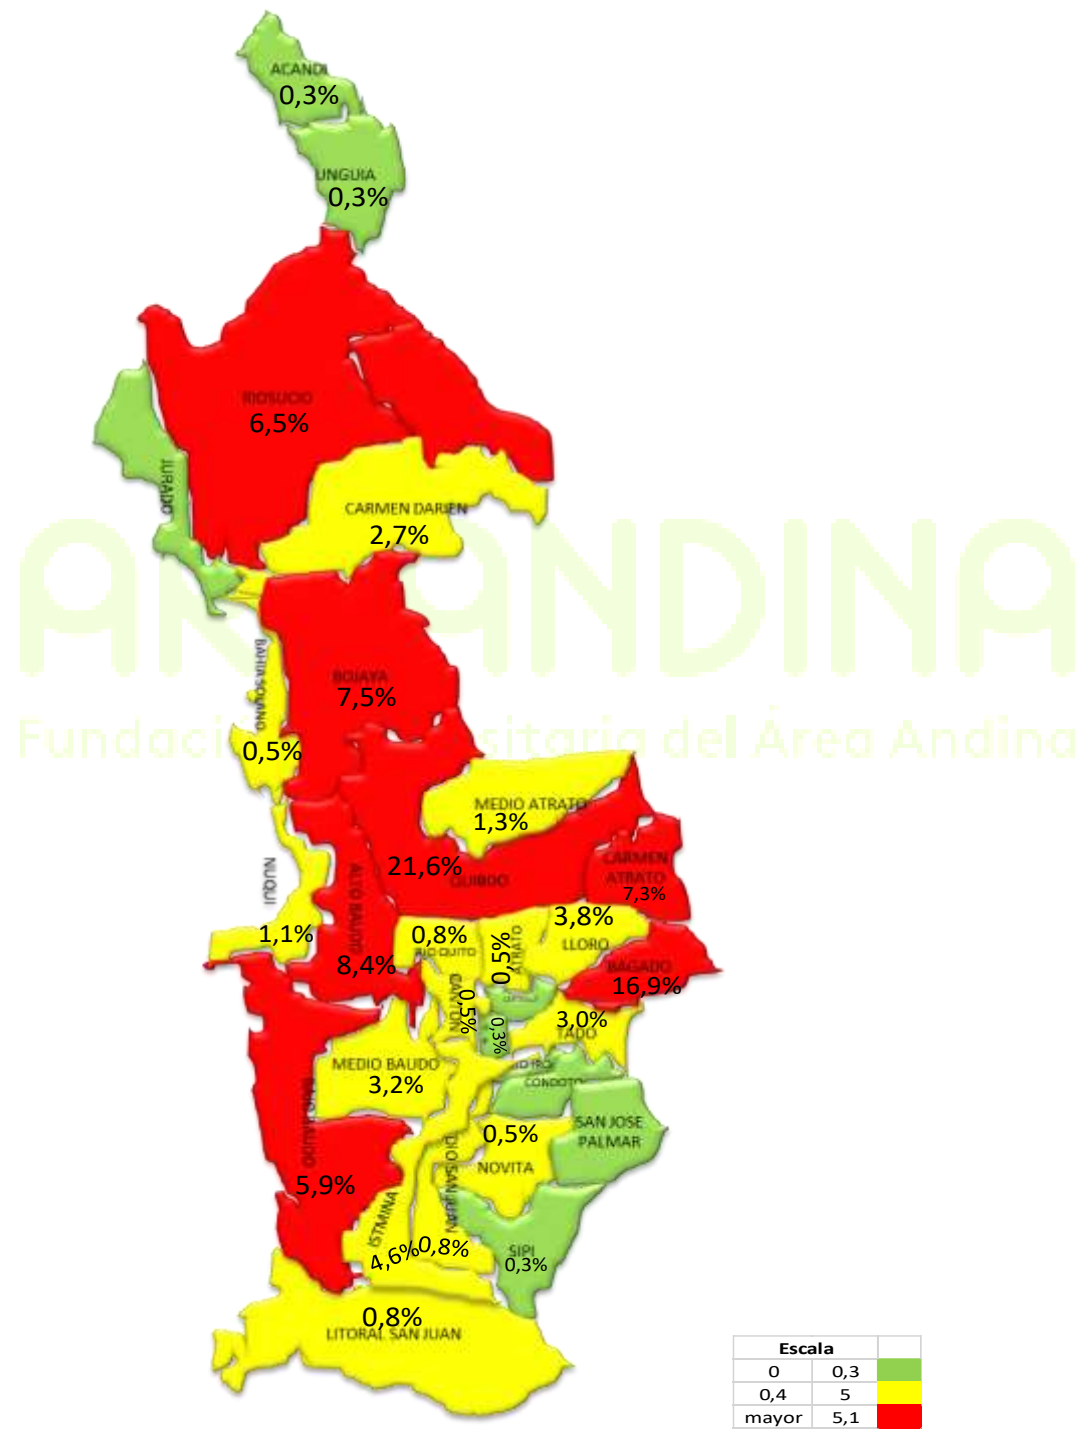 ACANDI
0,3%
UNGUIA
0,3%
RIOSUCIO
6,5%
JURADO
CARMEN DARIEN
2,7%
ANDINA
BOJAYA
7,5%
BAHIA SOLANO
0,5%
del Área Andina
MEDIO ATRATO
1,3%
21,6%
QUIBDO
CARMEN
ATRATO
7,3%
NUQUI
1,1%
ALTO BAUDO
8,4%
0,8%
RIO QUITO
0,5%
ATRATO
3,8%
LLORO
BAGADO
16,9%
CANTON
0,5%
0,3%
3,0%
TADO
MEDIO BAUDO
3,2%
CONDOTO
SAN JOSE
PALMAR
0,5%
NOVITA
BAUDO
5,9%
ISTMINA
4,6%
SAN JUAN
0,8%
SIPI
0,3%
0,8%
LITORAL SAN JUAN
Escala
0 0,3
0,4 5
mayor 5,1